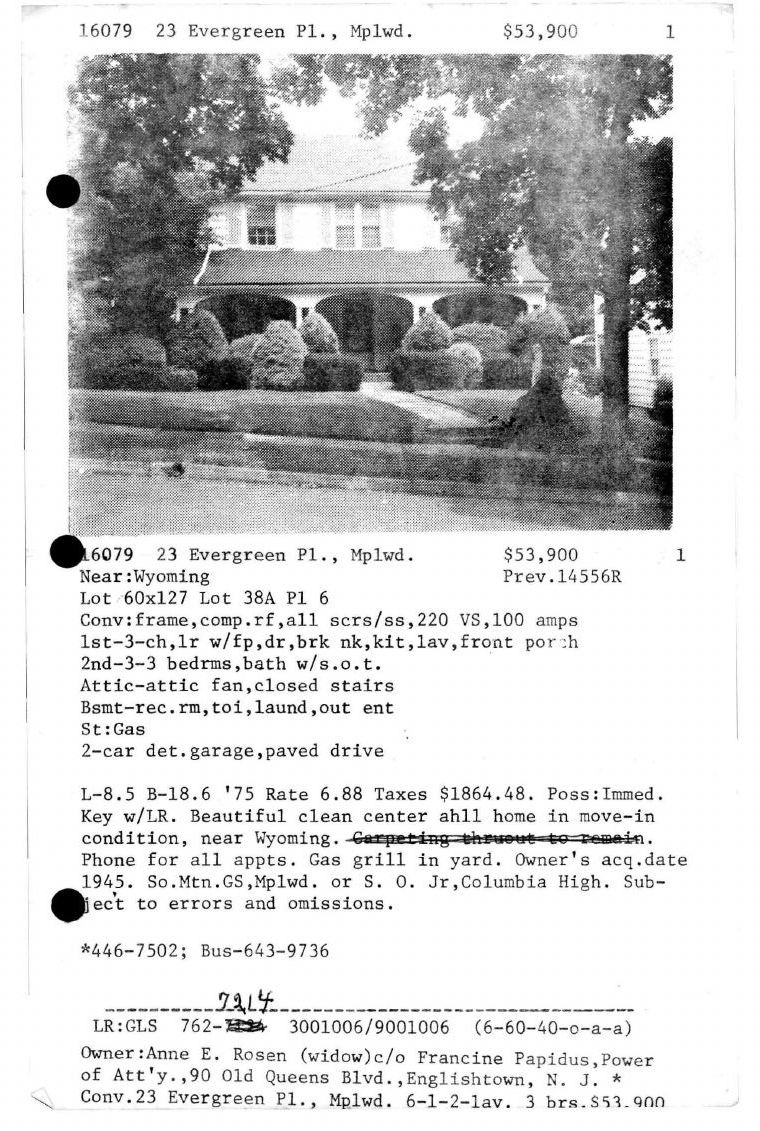 16079 23 Evergreen Pl., Mplwd. $53,900 1
16079 23 Evergreen Pl., Mplwd. $53,900 1
Near:Wyoming Prev.14556R
Lot 60x127 Lot 38A Pl 6
Conv:frame,comp.rf,all scrs/ss,220 VS,100 amps
1st-3-ch,lr w/fp,dr,brk nk,kit,lav,front porch
2nd-3-3 bedrms,bath w/s.o.t.
Attic-attic fan,closed stairs
Bsmt-rec.rm,toi,laund,out ent
St:Gas
2-car det.garage,paved drive
L-8.5 B-18.6 '75 Rate 6.88 Taxes $1864.48. Poss:Immed.
Key w/LR. Beautiful clean center ahll home in move-in
condition, near Wyoming. Carpeting thruout to remain.
Phone for all appts. Gas grill in yard. Owner's acq.date
1945. So.Mtn.GS,Mplwd. or S. O. Jr,Columbia High. Sub-
ject to errors and omissions.
*446-7502; Bus-643-9736
7214
LR:GLS 762- 3001006/9001006 (6-60-40-o-a-a)
Owner:Anne E. Rosen (widow)c/o Francine Papidus,Power
of Att'y.,90 Old Queens Blvd.,Englishtown, N. J. *
Conv.23 Evergreen Pl., Mplwd. 6-1-2-lav. 3 brs.$53,900